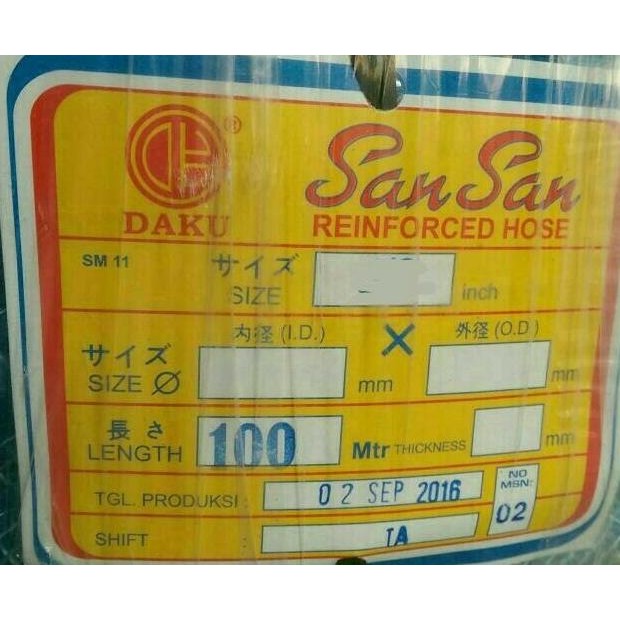 ®
DAKU
San San
REINFORCED HOSE
SM 11
サイズ
SIZE
inch
内径 (I.D.)
×
外径 (O.D)
サイズ
SIZE Ø
mm
mm
長さ
LENGTH
100
Mtr THICKNESS
mm
TGL. PRODUKSI :
02 SEP 2016
NO
MSN:
02
SHIFT :